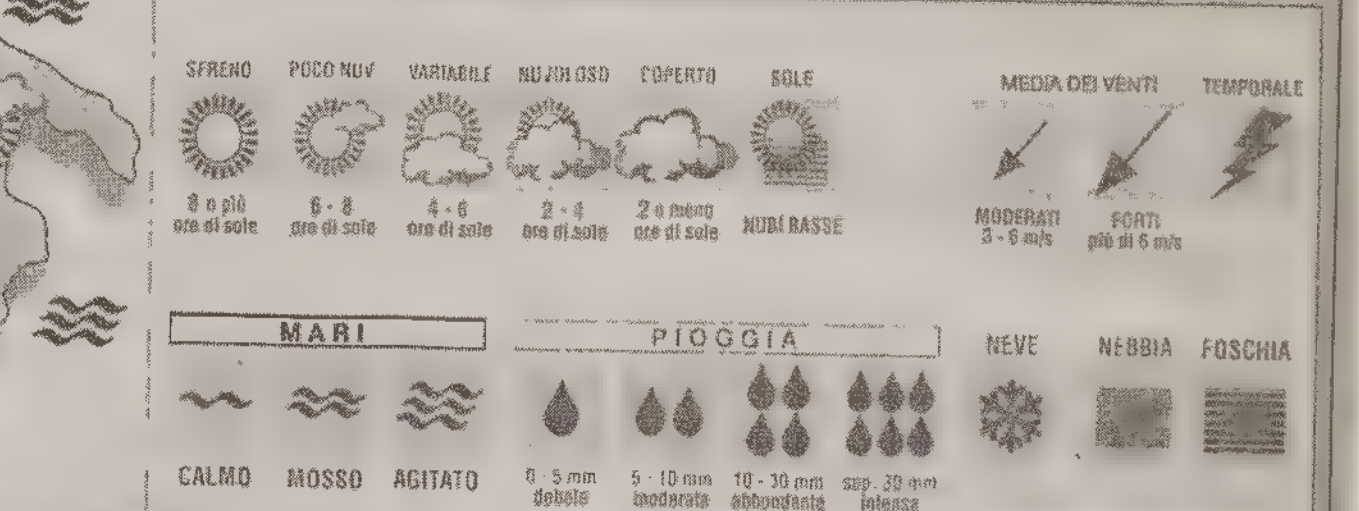 SERENO
POCO NUV
VARIABILE
NUVOLOSO
COPERTO
SOLE
MEDIA DEI VENTI
TEMPORALE
8 o più
ore di sole
6 - 8
ore di sole
4 - 6
ore di sole
2 - 4
ore di sole
2 o meno
ore di sole
NUBI BASSE
MODERATI
3 - 6 m/s
FORTI
più di 6 m/s
MARI
PIOGGIA
NEVE
NEBBIA
FOSCHIA
CALMO
MOSSO
AGITATO
0 - 5 mm
debole
5 - 10 mm
moderata
10 - 30 mm
abbondante
sup. 30 mm
intensa